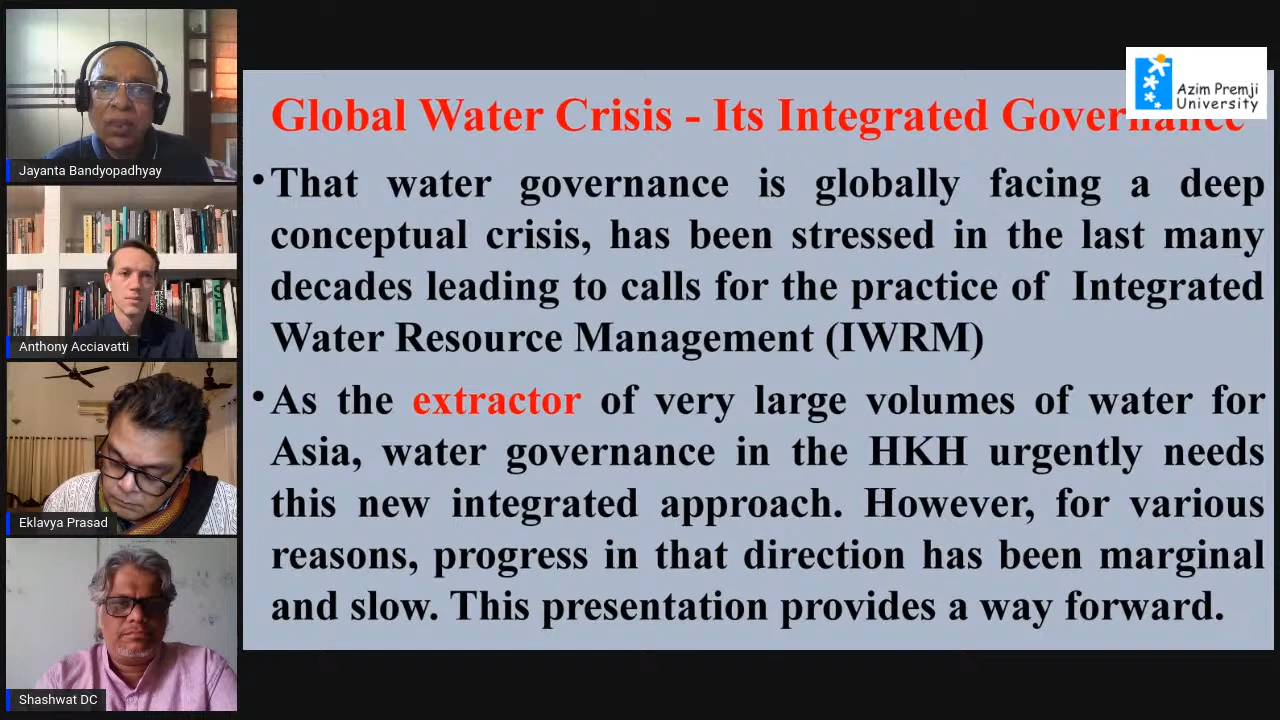 Azim Premji
University
Global Water Crisis - Its Integrated Governance
• That water governance is globally facing a deep
conceptual crisis, has been stressed in the last many
decades leading to calls for the practice of Integrated
Water Resource Management (IWRM)
• As the extractor of very large volumes of water for
Asia, water governance in the HKH urgently needs
this new integrated approach. However, for various
reasons, progress in that direction has been marginal
and slow. This presentation provides a way forward.
Jayanta Bandyopadhyay
Anthony Acciavatti
Eklavya Prasad
Shashwat DC